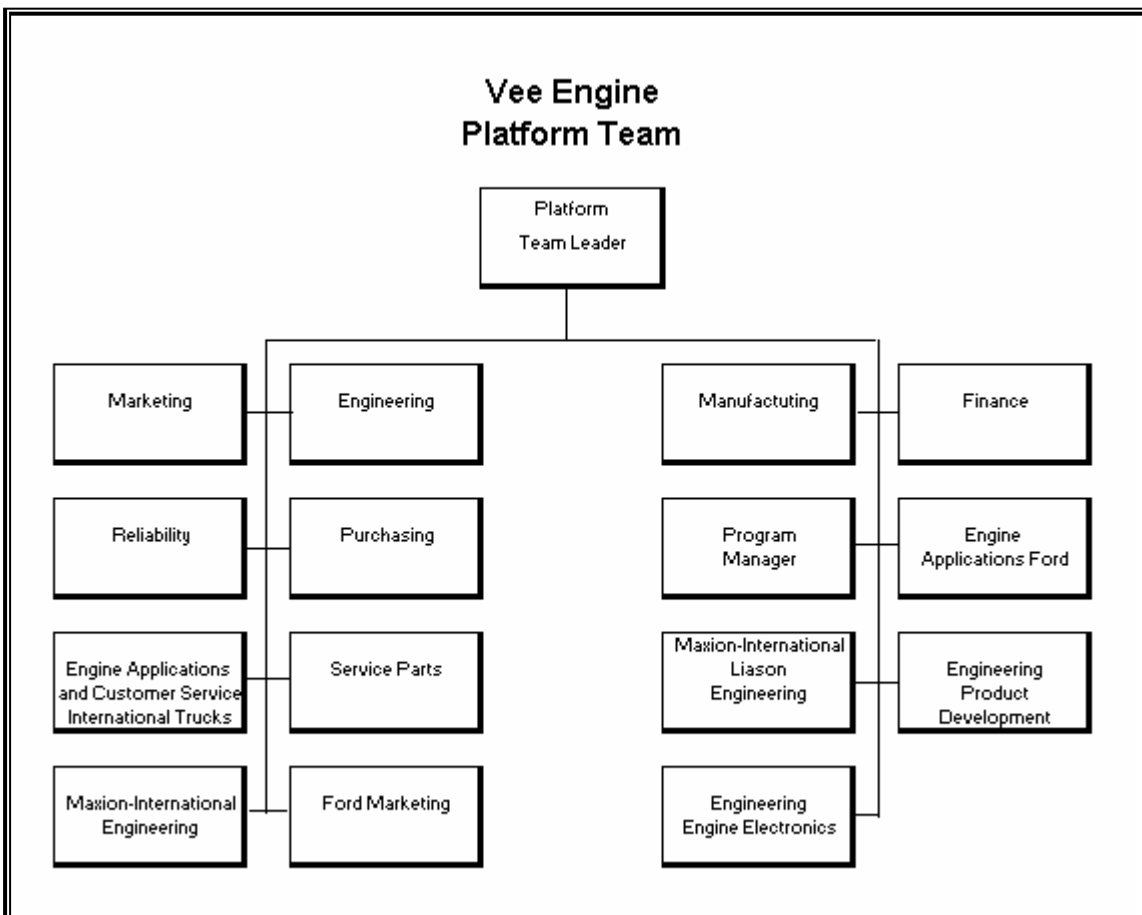 Vee Engine
Platform Team
Platform
Team Leader
Marketing
Engineering
Manufactuting
Finance
Reliability
Purchasing
Program
Manager
Engine
Applications Ford
Engine Applications
and Customer Service
International Trucks
Service Parts
Maxion-International
Liason
Engineering
Engineering
Product
Development
Maxion-International
Engineering
Ford Marketing
Engineering
Engine Electronics